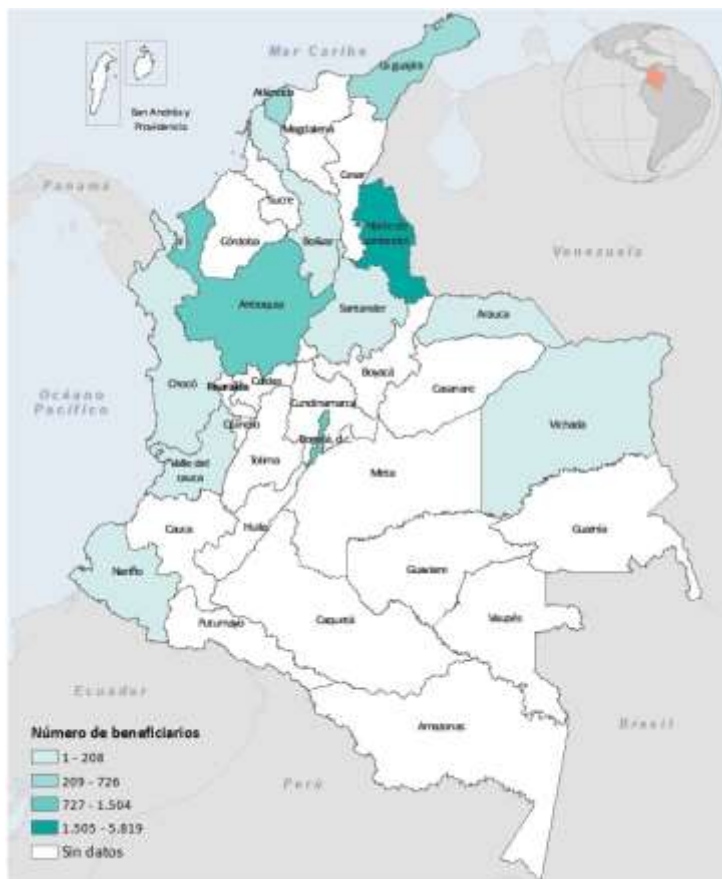 Mar Caribe
San Andrés y
Providencia
La guajira
Atlántico
Magdalena
Cesar
Panamá
Sucre
Córdoba
Bolívar
Norte de
santander
Venezuela
Antioquia
Santander
Arauca
Océano
Pacífico
Chocó
Risaralda
Caldas
Boyacá
Casanare
Cundinamarca
Vichada
Quindío
Bogotá, d.c.
Valle del
cauca
Tolima
Meta
Cauca
Huila
Guainía
Nariño
Guaviare
Vaupés
Putumayo
Caquetá
Ecuador
Amazonas
Brasil
Perú
Número de beneficiarios
1 - 208
209 - 726
727 - 1.504
1.505 - 5.819
Sin datos